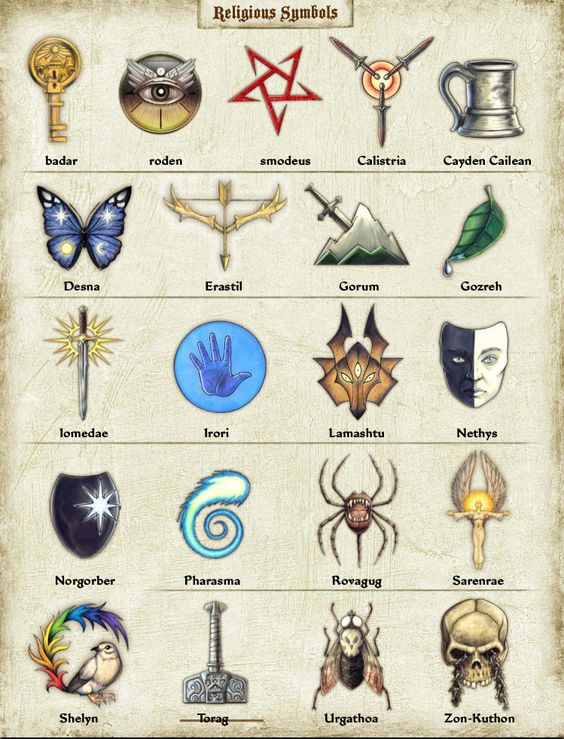 Religious Symbols
badar roden smodeus Calistria Cayden Cailean
Desna Erastil Gorum Gozreh
Iomedae Irori Lamashtu Nethys
Norgorber Pharasma Rovagug Sarenrae
Shelyn Torag Urgathoa Zon-Kuthon